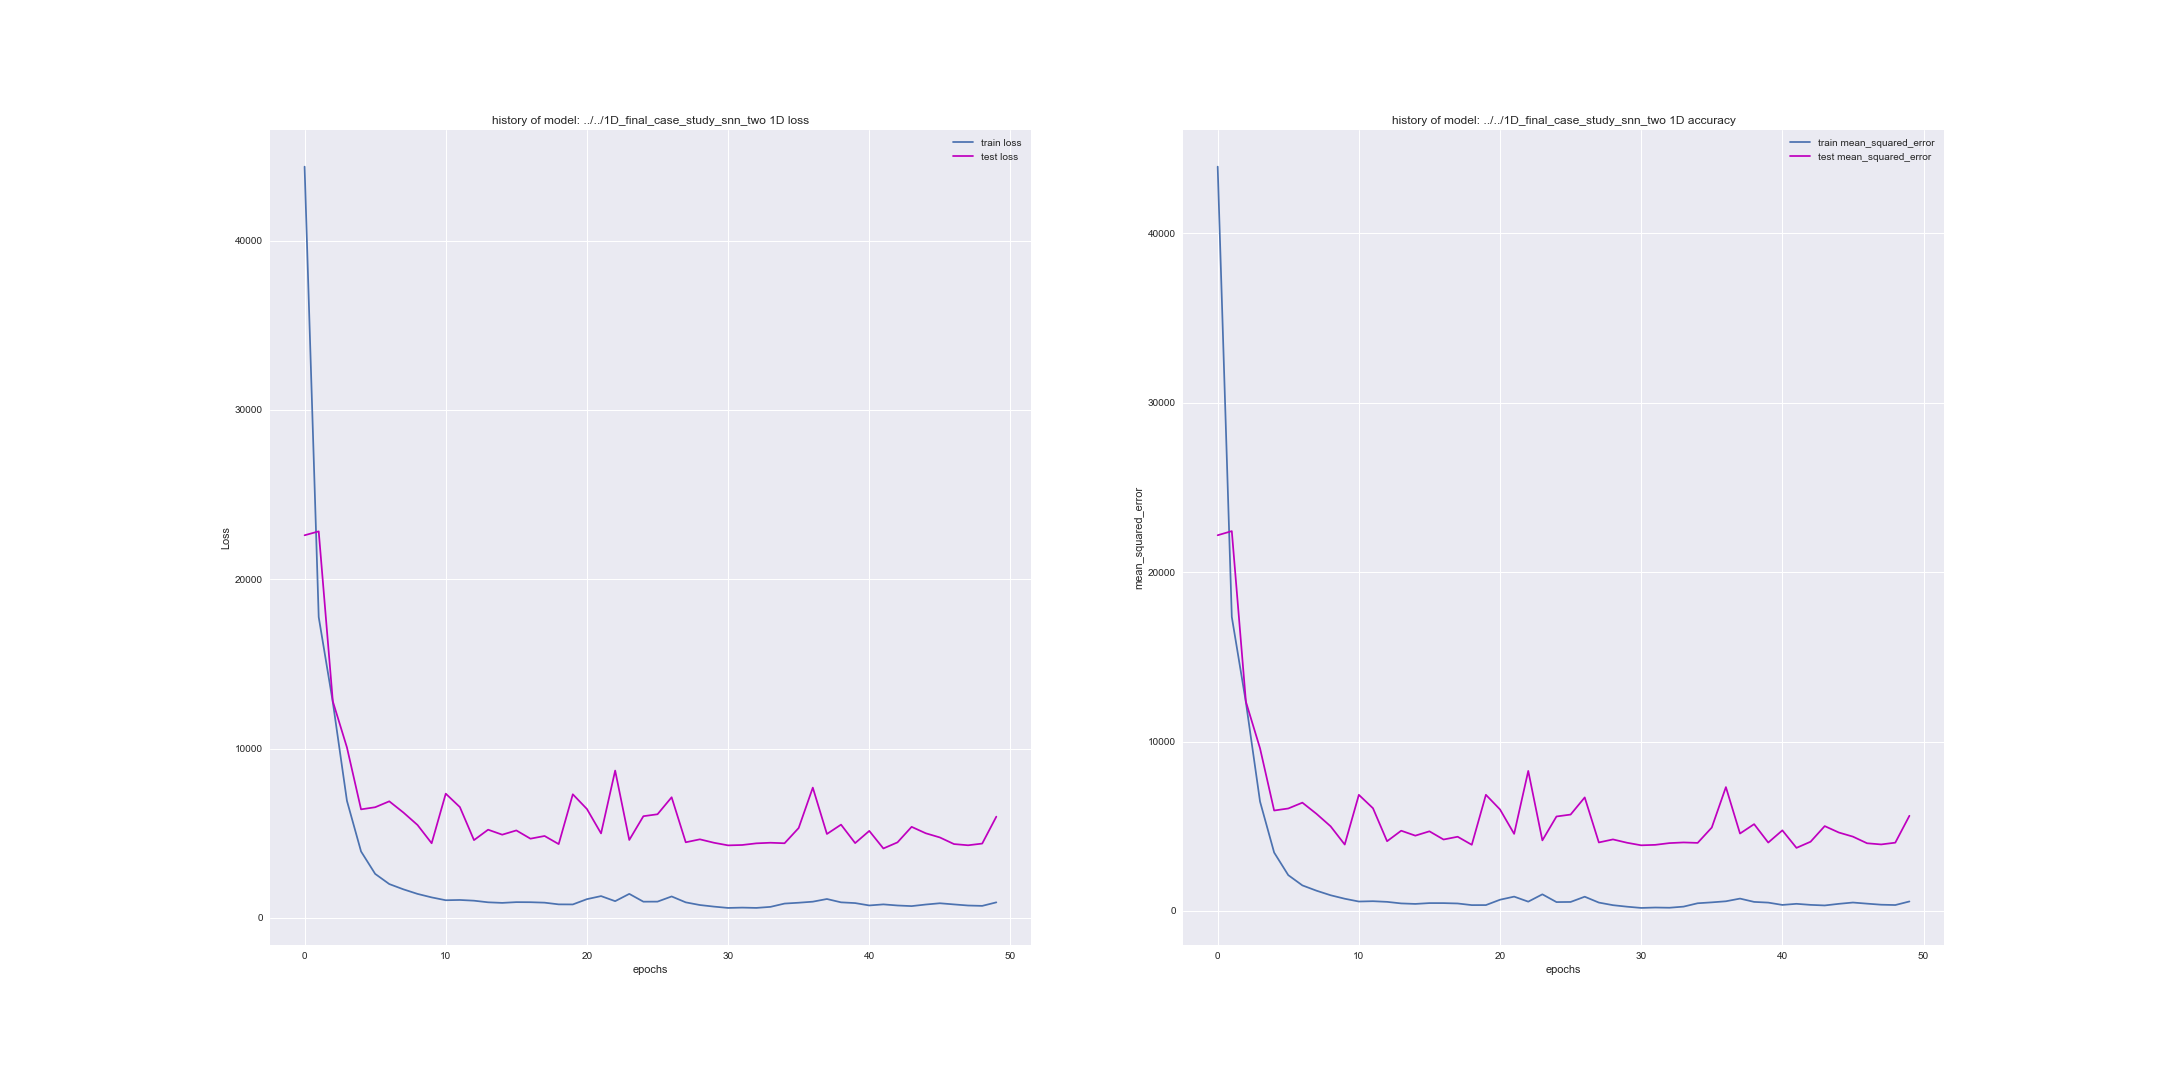 history of model: ../../1D_final_case_study_snn_two 1D loss
train loss
test loss
40000
30000
20000
10000
0
Loss
0 10 20 30 40 50
epochs
history of model: ../../1D_final_case_study_snn_two 1D accuracy
train mean_squared_error
test mean_squared_error
40000
30000
20000
10000
0
mean_squared_error
0 10 20 30 40 50
epochs